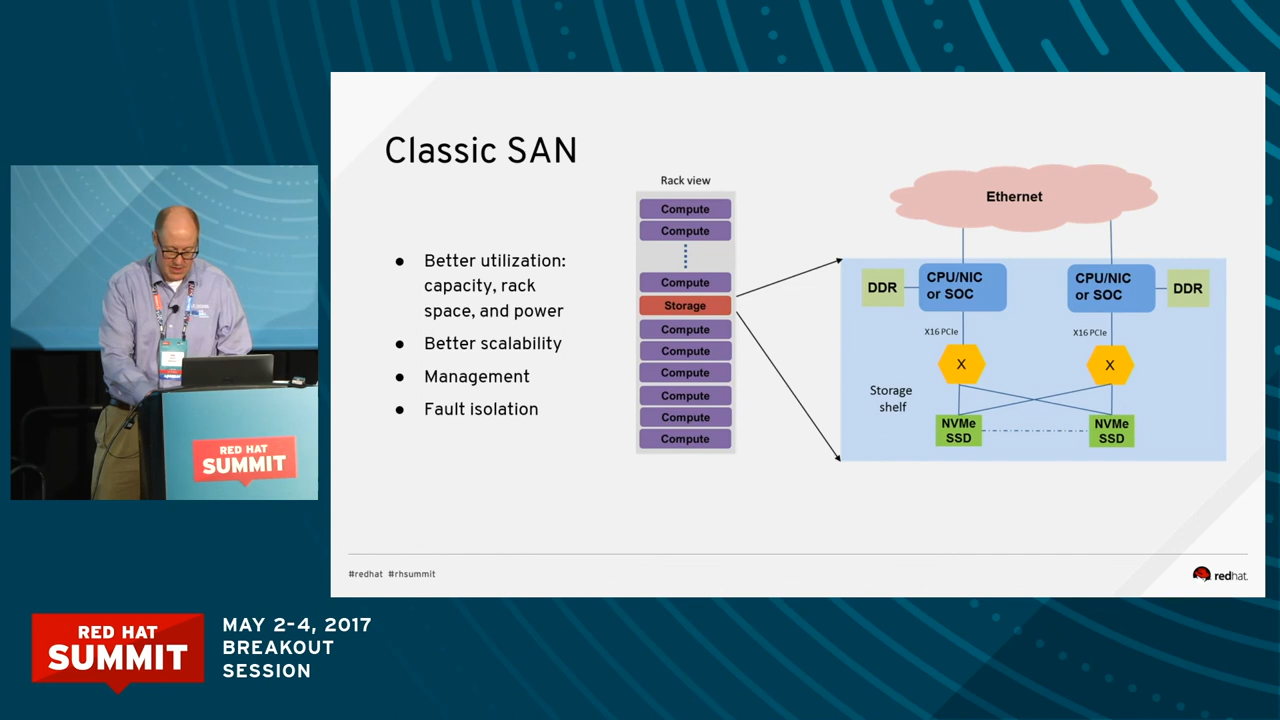 Classic SAN
Better utilization:
capacity, rack
space, and power
Better scalability
Management
Fault isolation
Rack view
Compute
Compute
Compute
Storage
Compute
Compute
Compute
Compute
Compute
Compute
Ethernet
DDR
CPU/NIC
or SOC
CPU/NIC
or SOC
DDR
X16 PCIe
X16 PCIe
X
X
Storage
shelf
NVMe
SSD
NVMe
SSD
#redhat #rhsummit
redhat.
RED HAT
SUMMIT
RED HAT
SUMMIT
MAY 2-4, 2017
BREAKOUT
SESSION